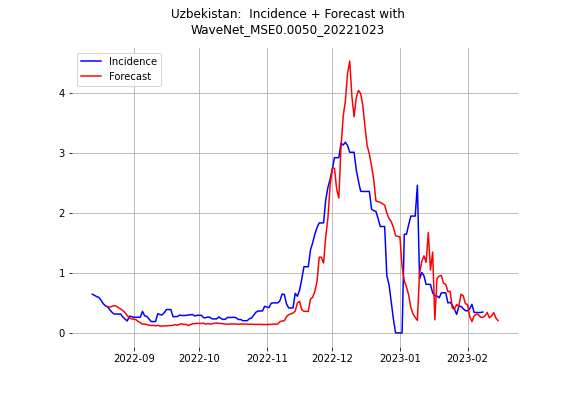 Uzbekistan:  Incidence + Forecast with
WaveNet_MSE0.0050_20221023
Incidence
Forecast
4
3
2
1
0
2022-09
2022-10
2022-11
2022-12
2023-01
2023-02